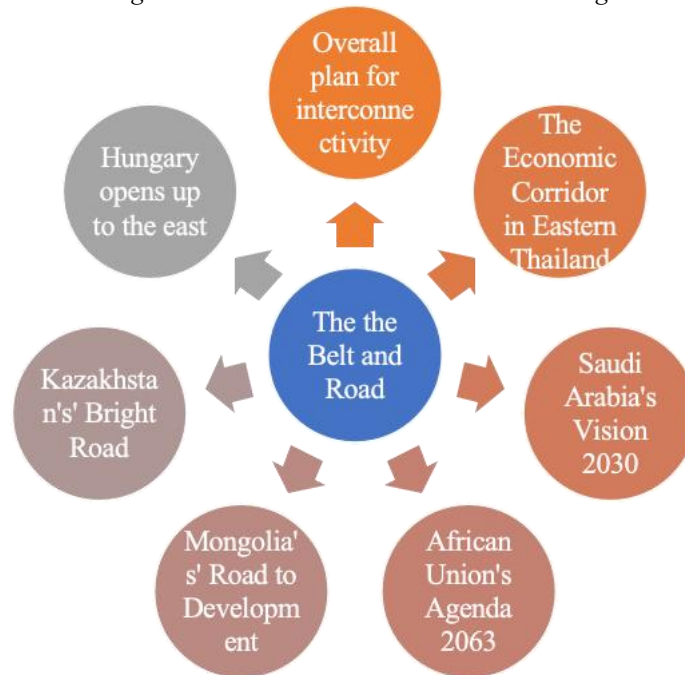 Overall
plan for
interconne
ctivity
The
Economic
Corridor
in Eastern
Thailand
Saudi
Arabia's
Vision
2030
African
Union's
Agenda
2063
Mongolia'
s' Road to
Developm
ent
Kazakhsta
n's' Bright
Road
Hungary
opens up
to the east
The the
Belt and
Road